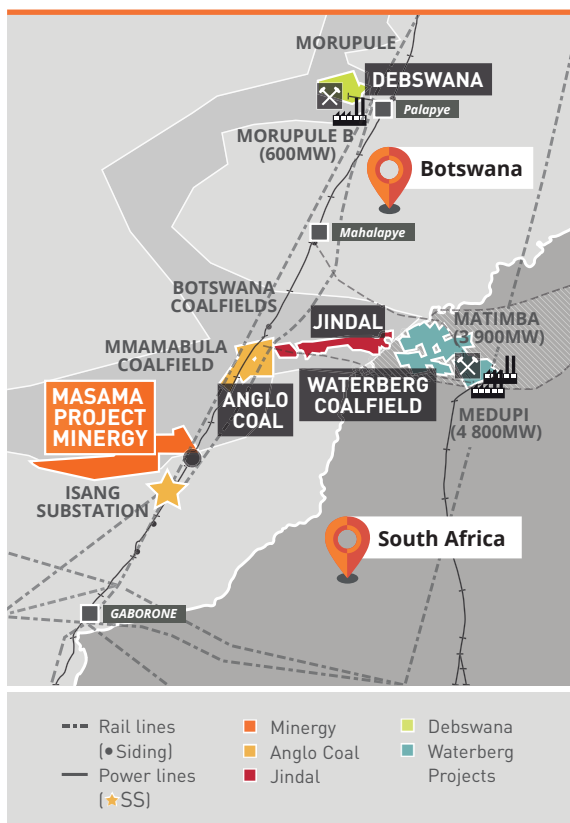 MORUPULE
DEBSWANA
Palapye
MORUPULE B
(600MW)
Botswana
Mahalapye
BOTSWANA
COALFIELDS
JINDAL
MATIMBA
(3 900MW)
MMAMABULA
COALFIELD
WATERBERG
COALFIELD
ANGLO
COAL
MASAMA
PROJECT
MINERGY
MEDUPI
(4 800MW)
ISANG
SUBSTATION
South Africa
GABORONE
Rail lines
(•Siding)
Power lines
(★SS)
Minergy
Anglo Coal
Jindal
Debswana
Waterberg
Projects